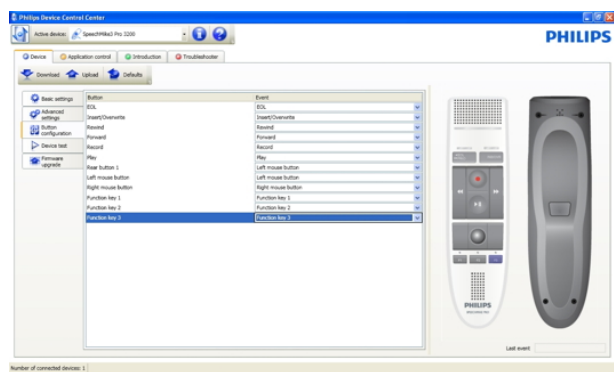 Philips Device Control Center
Active device: SpeechMike3 Pro 3200
PHILIPS
Device Application control Introduction Troubleshooter
Download Upload Defaults
Basic settings
Advanced settings
Button configuration
Device test
Firmware upgrade
Button Event
EOL EOL
Insert/Overwrite Insert/Overwrite
Rewind Rewind
Forward Forward
Record Record
Play Play
Rear button 1 Left mouse button
Left mouse button Left mouse button
Right mouse button Right mouse button
Function key 1 Function key 1
Function key 2 Function key 2
Function key 3 Function key 3
PHILIPS
Last event
Number of connected devices: 1